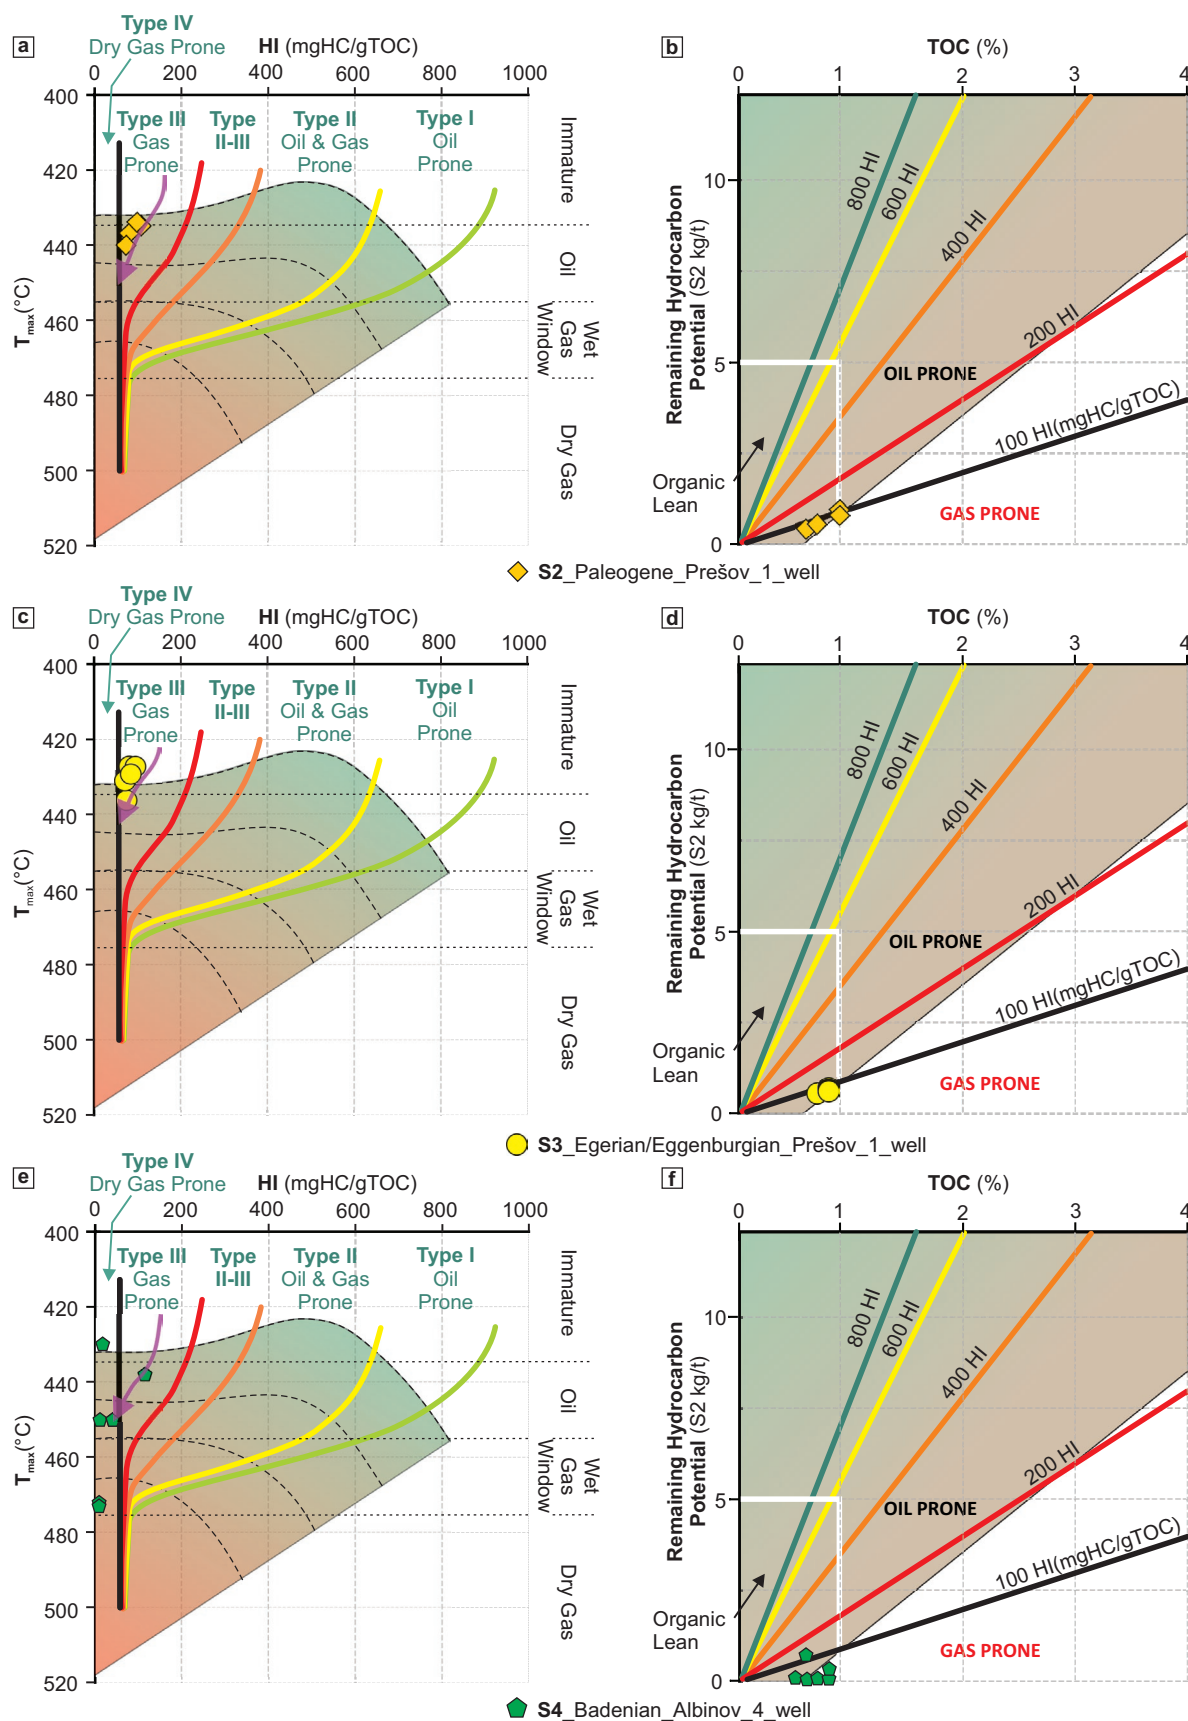 a
Type IV
Dry Gas Prone
HI (mgHC/gTOC)
0 200 400 600 800 1000
400
420
440
460
480
500
520
Tmax(°C)
Type III
Gas
Prone
Type
II-III
Type II
Oil & Gas
Prone
Type I
Oil
Prone
Immature
Oil
Wet
Gas
Window
Dry Gas
b
TOC (%)
0 1 2 3 4
10
5
0
Remaining Hydrocarbon
Potential (S2 kg/t)
800 HI
600 HI
400 HI
200 HI
100 HI(mgHC/gTOC)
OIL PRONE
GAS PRONE
Organic
Lean
S2_Paleogene_Prešov_1_well
c
Type IV
Dry Gas Prone
HI (mgHC/gTOC)
0 200 400 600 800 1000
400
420
440
460
480
500
520
Tmax(°C)
Type III
Gas
Prone
Type
II-III
Type II
Oil & Gas
Prone
Type I
Oil
Prone
Immature
Oil
Wet
Gas
Window
Dry Gas
d
TOC (%)
0 1 2 3 4
10
5
0
Remaining Hydrocarbon
Potential (S2 kg/t)
800 HI
600 HI
400 HI
200 HI
100 HI(mgHC/gTOC)
OIL PRONE
GAS PRONE
Organic
Lean
S3_Egerian/Eggenburgian_Prešov_1_well
e
Type IV
Dry Gas Prone
HI (mgHC/gTOC)
0 200 400 600 800 1000
400
420
440
460
480
500
520
Tmax(°C)
Type III
Gas
Prone
Type
II-III
Type II
Oil & Gas
Prone
Type I
Oil
Prone
Immature
Oil
Wet
Gas
Window
Dry Gas
f
TOC (%)
0 1 2 3 4
10
5
0
Remaining Hydrocarbon
Potential (S2 kg/t)
800 HI
600 HI
400 HI
200 HI
100 HI(mgHC/gTOC)
OIL PRONE
GAS PRONE
Organic
Lean
S4_Badenian_Albinov_4_well